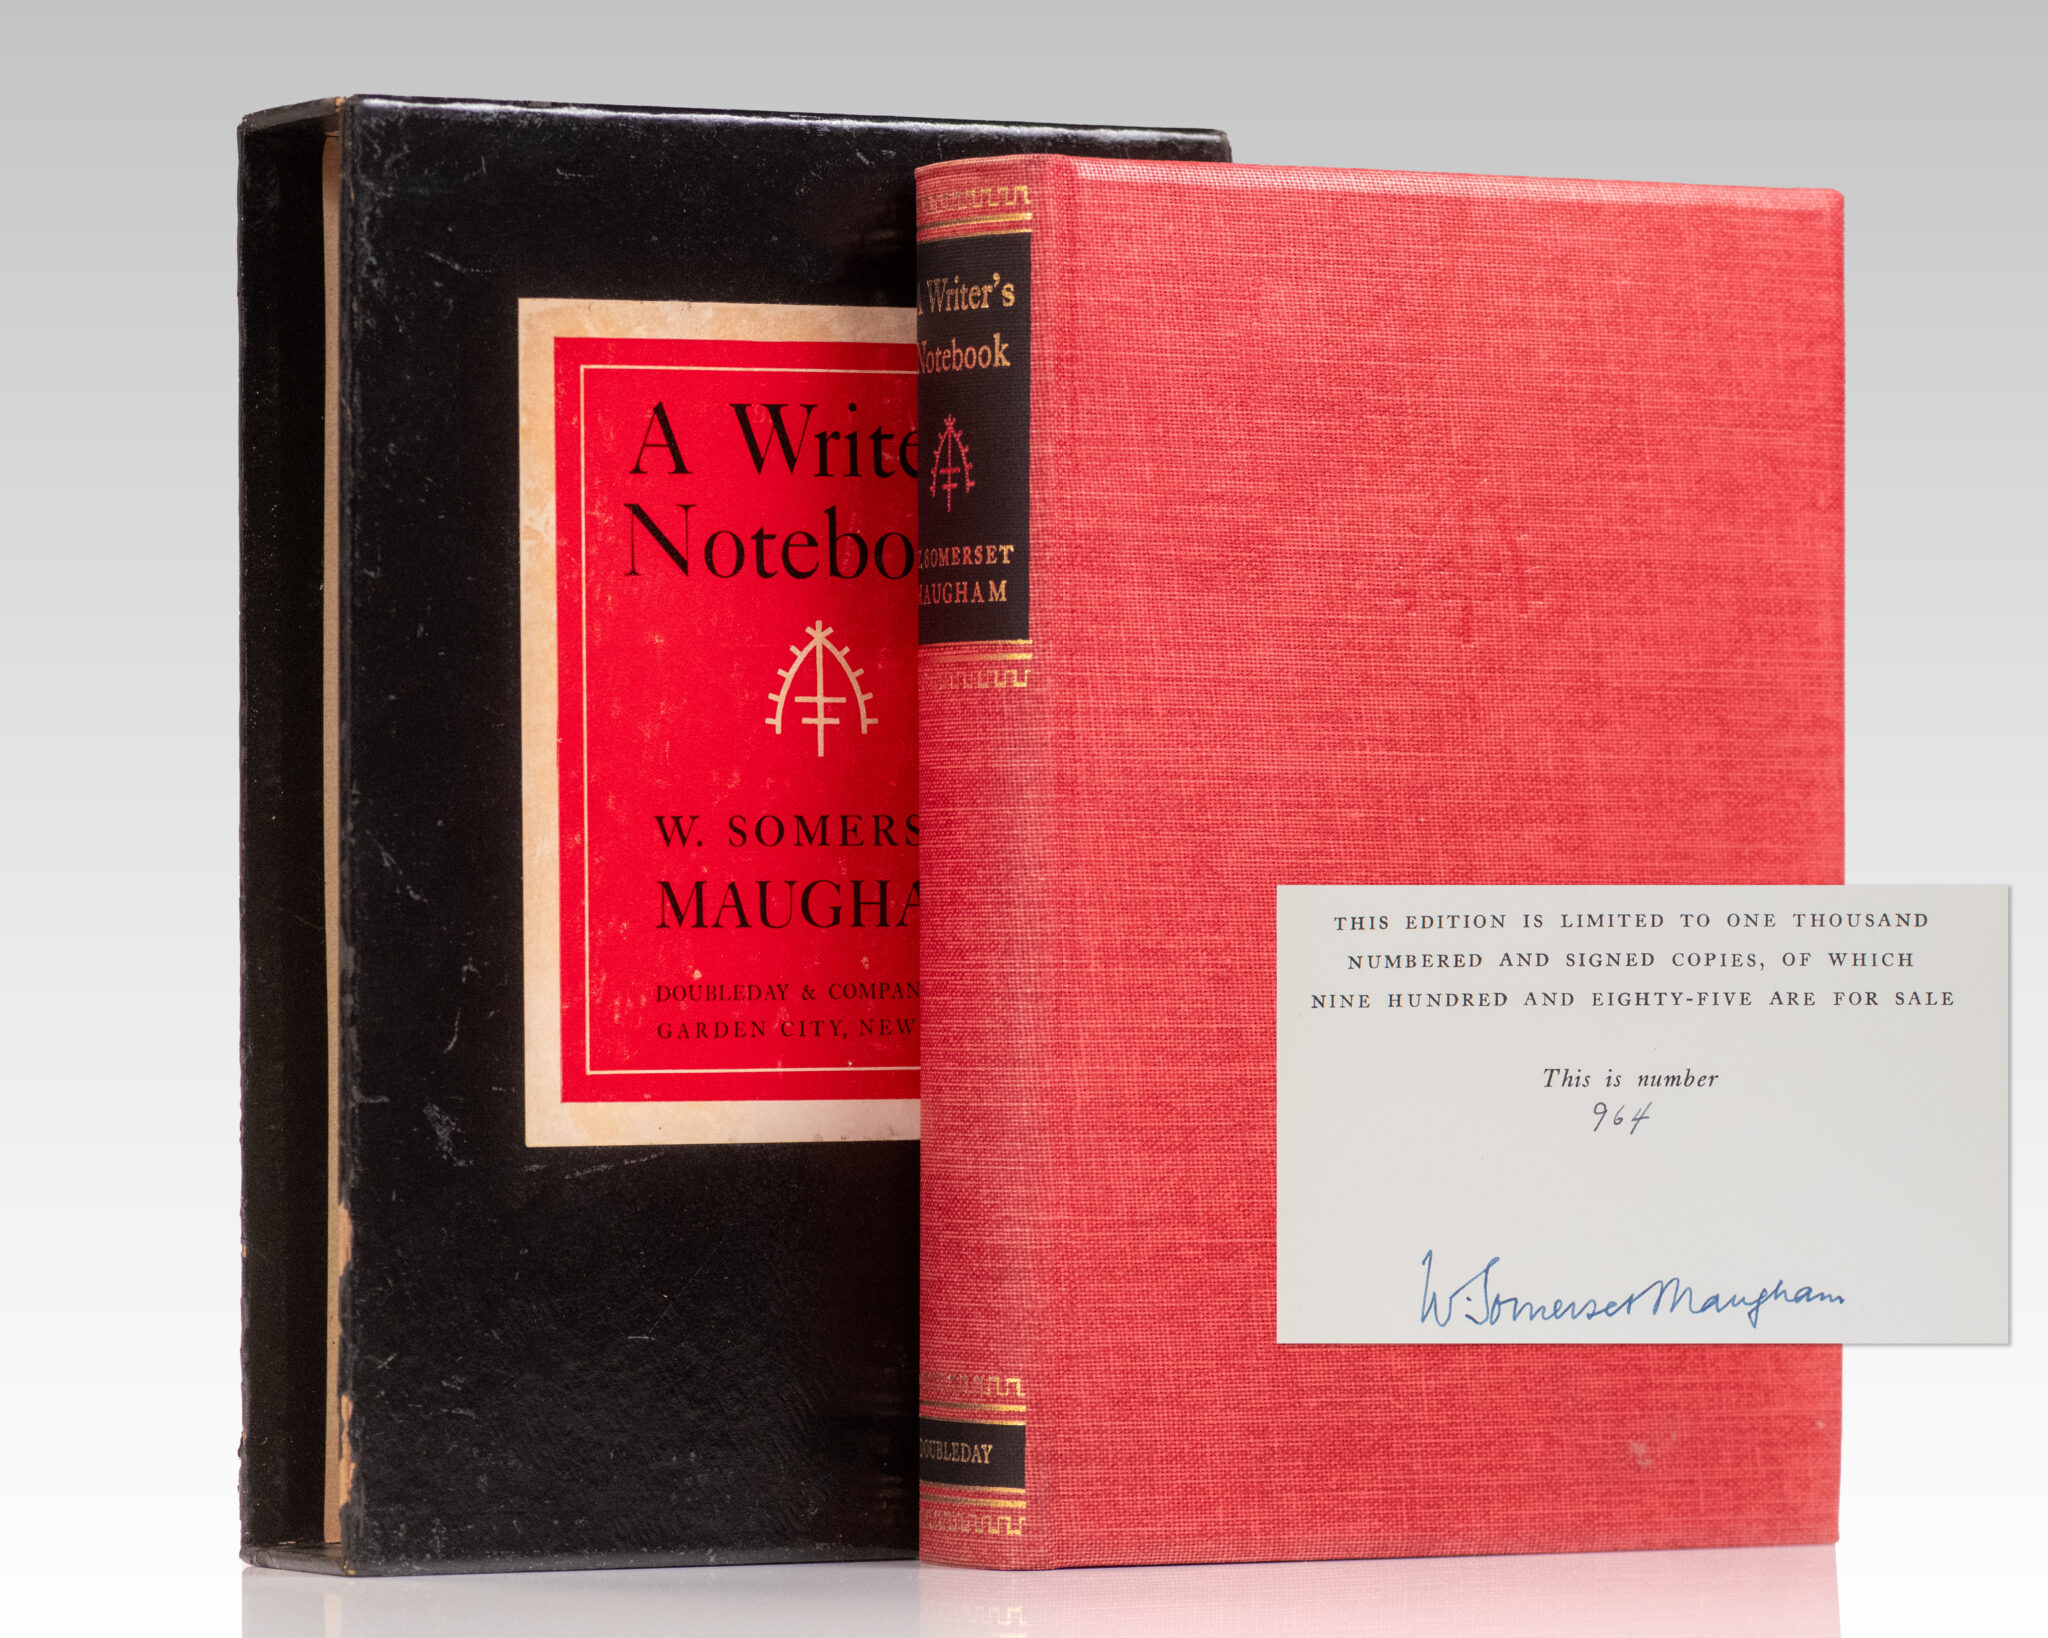 A Write
Notebo
W. SOMERS
MAUGHA
DOUBLEDAY & COMPAN
GARDEN CITY, NEW
A Writer's
Notebook
W. SOMERSET
MAUGHAM
DOUBLEDAY
THIS EDITION IS LIMITED TO ONE THOUSAND
NUMBERED AND SIGNED COPIES, OF WHICH
NINE HUNDRED AND EIGHTY-FIVE ARE FOR SALE
This is number
964
W. Somerset Maugham